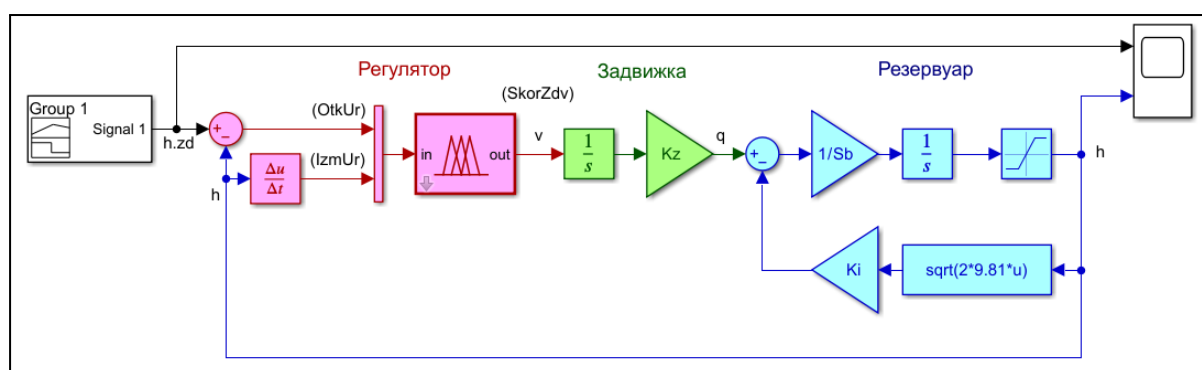 Регулятор
Задвижка
Резервуар
Group 1
Signal 1
h.zd
(OtkUr)
(IzmUr)
h
Δu
Δt
in
out
(SkorZdv)
v
1
s
Kz
q
1/Sb
1
s
h
Ki
sqrt(2*9.81*u)